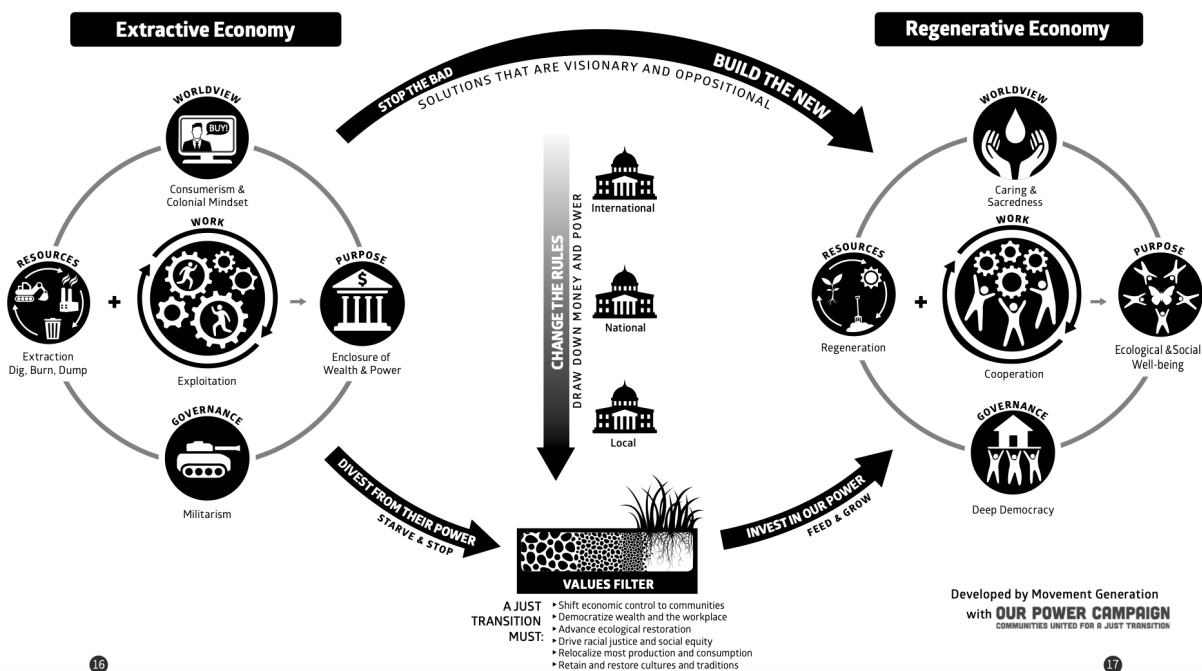 Extractive Economy
WORLDVIEW
BUY!
Consumerism &
Colonial Mindset
RESOURCES
Extraction
Dig, Burn, Dump
+
WORK
Exploitation
PURPOSE
$
Enclosure of
Wealth & Power
GOVERNANCE
Militarism
STOP THE BAD
BUILD THE NEW
SOLUTIONS THAT ARE VISIONARY AND OPPOSITIONAL
CHANGE THE RULES
DRAW DOWN MONEY AND POWER
International
National
Local
DIVEST FROM THEIR POWER
STARVE & STOP
INVEST IN OUR POWER
FEED & GROW
VALUES FILTER
A JUST
TRANSITION
MUST:
▸ Shift economic control to communities
▸ Democratize wealth and the workplace
▸ Advance ecological restoration
▸ Drive racial justice and social equity
▸ Relocalize most production and consumption
▸ Retain and restore cultures and traditions
Regenerative Economy
WORLDVIEW
Caring &
Sacredness
RESOURCES
Regeneration
+
WORK
Cooperation
PURPOSE
Ecological &Social
Well-being
GOVERNANCE
Deep Democracy
Developed by Movement Generation
with OUR POWER CAMPAIGN
COMMUNITIES UNITED FOR A JUST TRANSITION
16
17